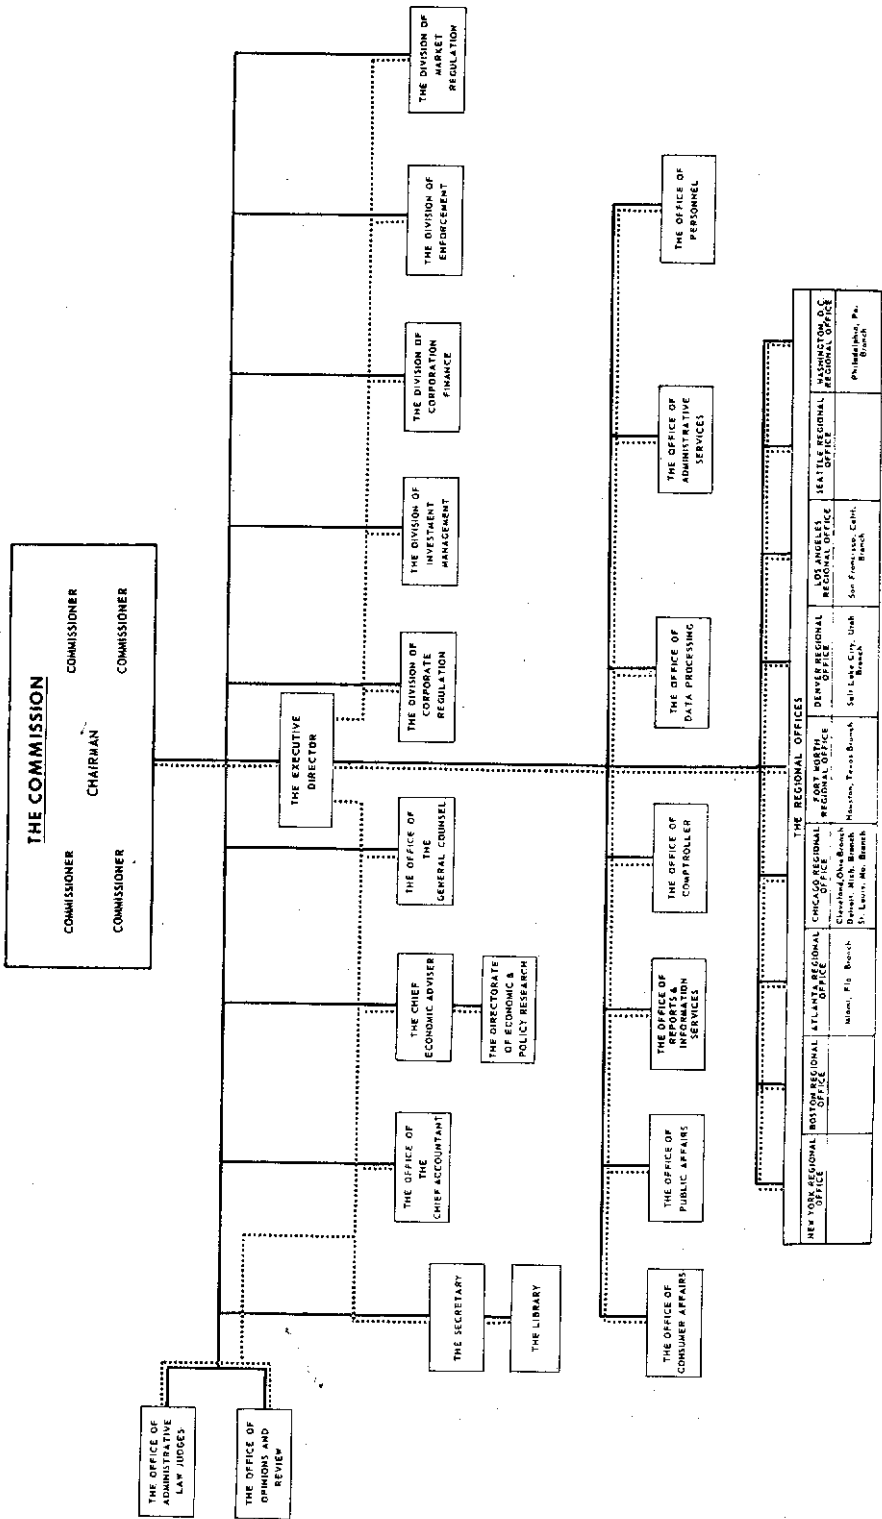 THE COMMISSION
CHAIRMAN
COMMISSIONER
COMMISSIONER
COMMISSIONER
COMMISSIONER
THE EXECUTIVE
DIRECTOR
THE OFFICE OF
ADMINISTRATIVE
LAW JUDGES
THE OFFICE OF
OPINIONS AND
REVIEW
THE SECRETARY
THE LIBRARY
THE OFFICE OF
THE
CHIEF ACCOUNTANT
THE CHIEF
ECONOMIC ADVISER
THE DIRECTORATE
OF ECONOMIC &
POLICY RESEARCH
THE OFFICE OF
THE
GENERAL COUNSEL
THE DIVISION OF
CORPORATE
REGULATION
THE DIVISION OF
INVESTMENT
MANAGEMENT
THE DIVISION OF
CORPORATION
FINANCE
THE DIVISION OF
ENFORCEMENT
THE DIVISION OF
MARKET
REGULATION
THE OFFICE OF
CONSUMER AFFAIRS
THE OFFICE OF
PUBLIC AFFAIRS
THE OFFICE OF
REPORTS &
INFORMATION
SERVICES
THE OFFICE OF
COMPTROLLER
THE OFFICE OF
DATA PROCESSING
THE OFFICE OF
ADMINISTRATIVE
SERVICES
THE OFFICE OF
PERSONNEL
THE REGIONAL OFFICES
NEW YORK REGIONAL
OFFICE
BOSTON REGIONAL
OFFICE
ATLANTA REGIONAL
OFFICE
Miami, Fla. Branch
CHICAGO REGIONAL
OFFICE
Cleveland, Ohio Branch
Detroit, Mich. Branch
St. Louis, Mo. Branch
FORT WORTH
REGIONAL OFFICE
Houston, Texas Branch
DENVER REGIONAL
OFFICE
Salt Lake City, Utah
Branch
LOS ANGELES
REGIONAL OFFICE
San Francisco, Calif.
Branch
SEATTLE REGIONAL
OFFICE
WASHINGTON, D.C.
REGIONAL OFFICE
Philadelphia, Pa.
Branch